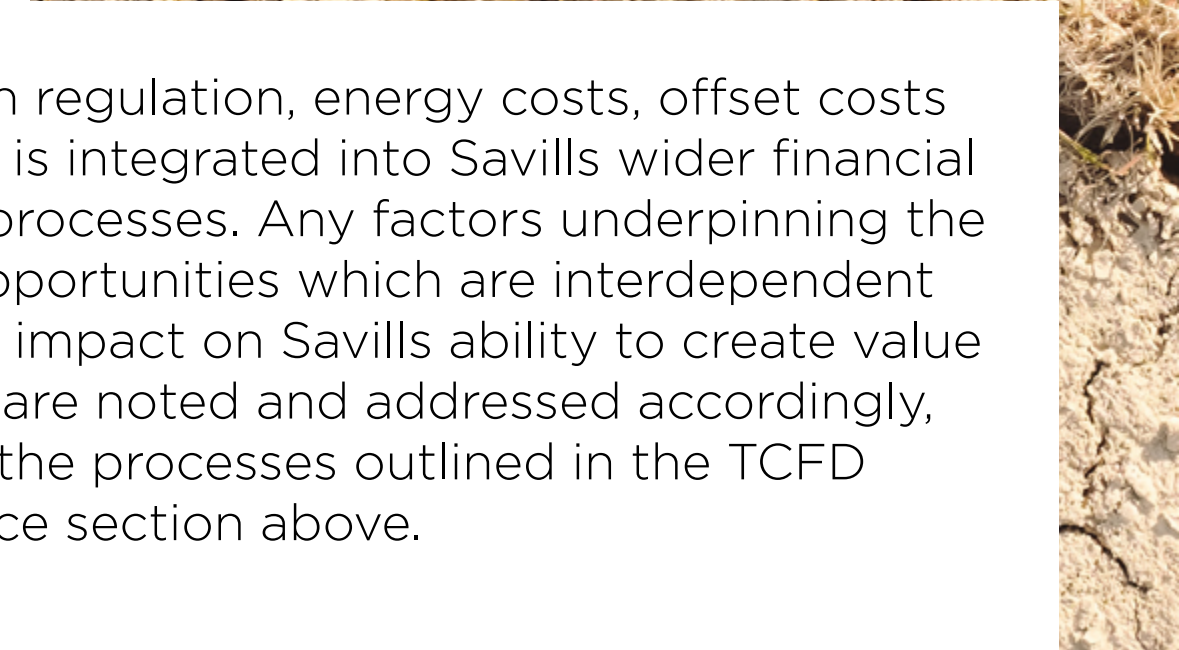 regulation, energy costs, offset costs
is integrated into Savills wider financial
processes. Any factors underpinning the
opportunities which are interdependent
impact on Savills ability to create value
are noted and addressed accordingly,
the processes outlined in the TCFD
section above.